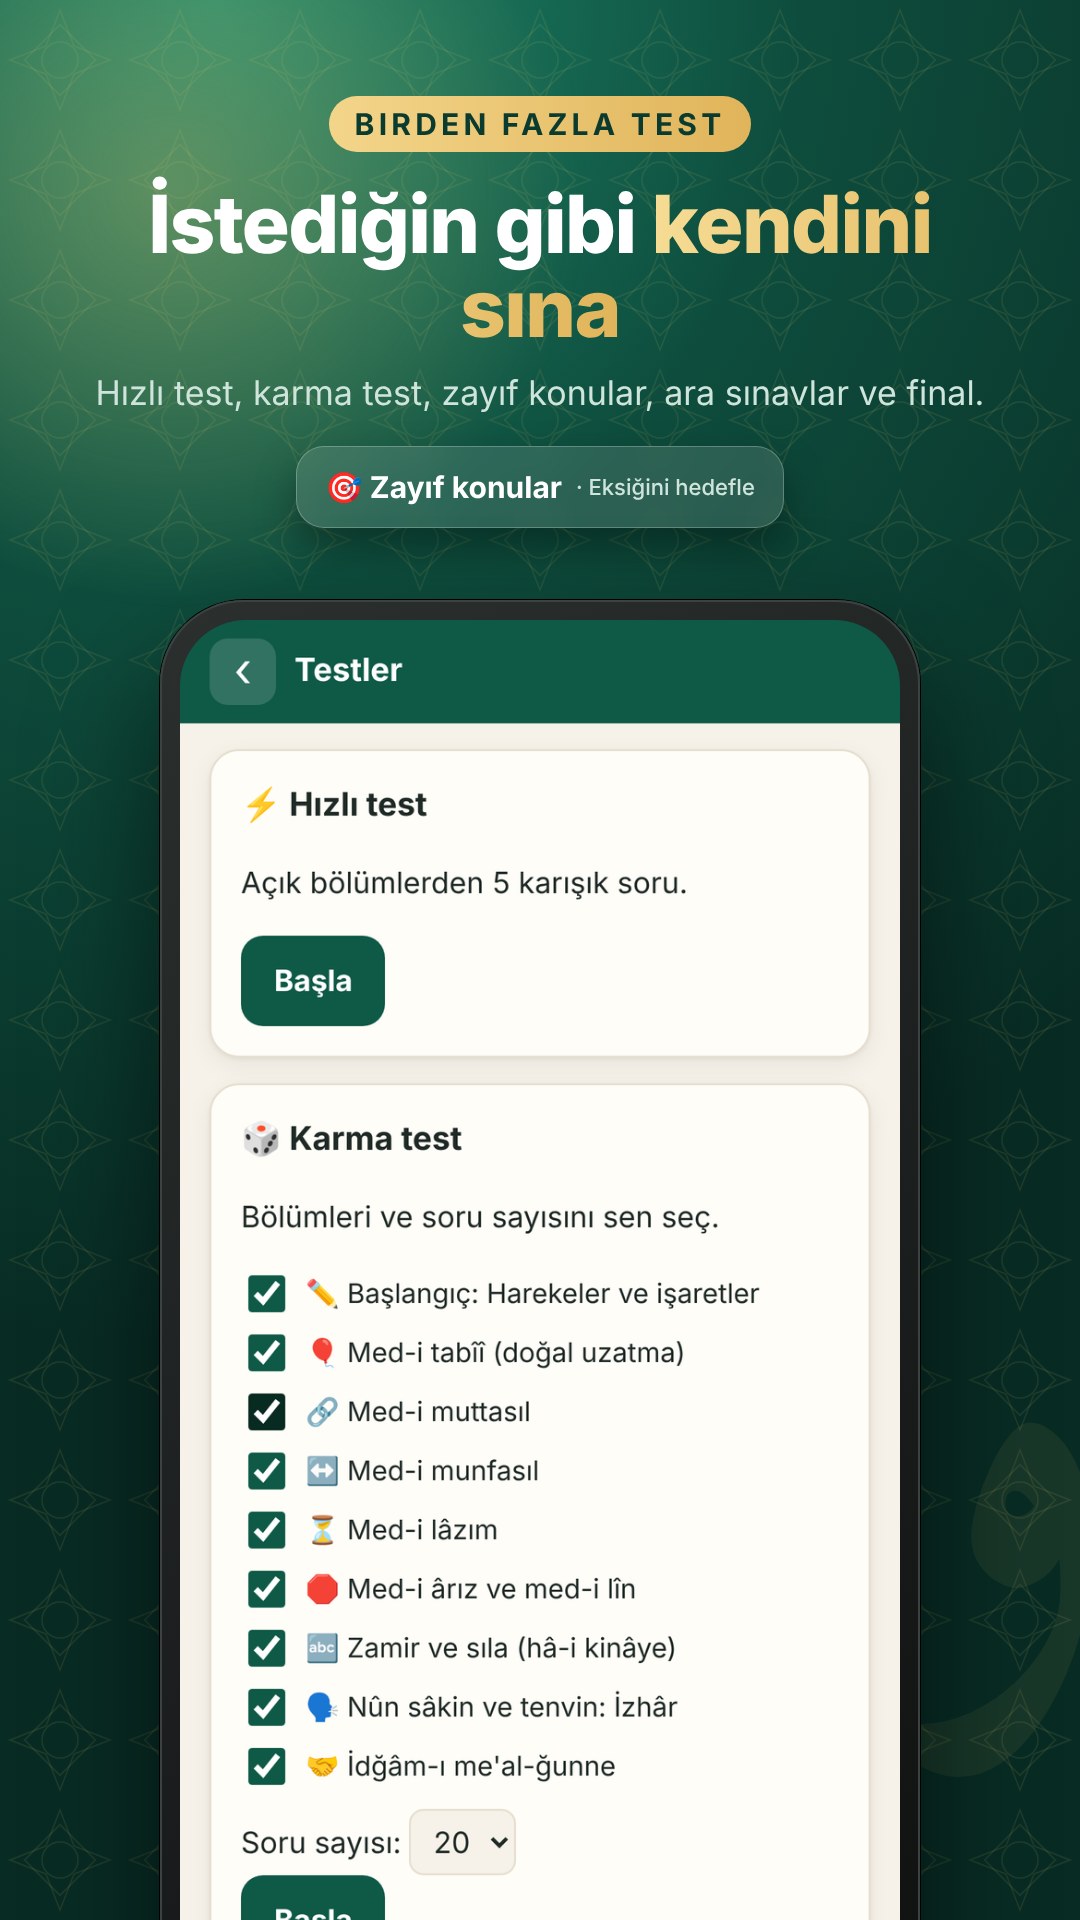 BIRDEN FAZLA TEST
İstediğin gibi kendini
sına
Hızlı test, karma test, zayıf konular, ara sınavlar ve final.
🎯 Zayıf konular · Eksiğini hedefle
‹ Testler
⚡ Hızlı test
Açık bölümlerden 5 karışık soru.
Başla
🎲 Karma test
Bölümleri ve soru sayısını sen seç.
✏️ Başlangıç: Harekeler ve işaretler
🎈 Med-i tabîî (doğal uzatma)
🔗 Med-i muttasıl
↔️ Med-i munfasıl
⏳ Med-i lâzım
🛑 Med-i ârız ve med-i lîn
🔤 Zamir ve sıla (hâ-i kinâye)
🗣️ Nûn sâkin ve tenvin: İzhâr
🤝 İdğâm-ı me'al-ğunne
Soru sayısı: 20
Başla